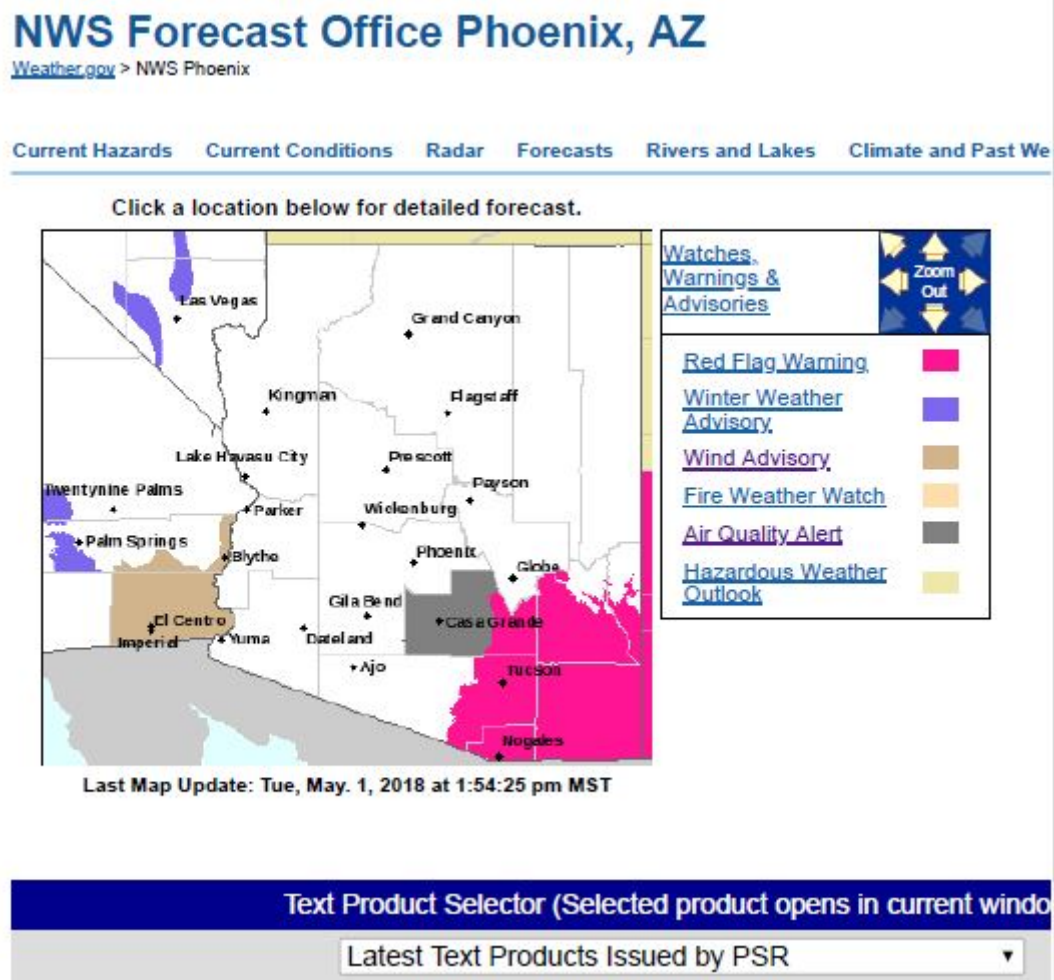 NWS Forecast Office Phoenix, AZ
Weather.gov > NWS Phoenix
Current Hazards Current Conditions Radar Forecasts Rivers and Lakes Climate and Past We
Click a location below for detailed forecast.
Las Vegas
Grand Canyon
Kingman
Flagstaff
Lake Havasu City
Prescott
Twentynine Palms
Payson
Parker
Wickenburg
Palm Springs
Blythe
Phoenix
Globe
Gila Bend
El Centro
Casa Grande
Imperial
Yuma
Dateland
Ajo
Tucson
Nogales
Watches,
Warnings &
Advisories
Zoom
Out
Red Flag Warning
Winter Weather
Advisory
Wind Advisory
Fire Weather Watch
Air Quality Alert
Hazardous Weather
Outlook
Last Map Update: Tue, May. 1, 2018 at 1:54:25 pm MST
Text Product Selector (Selected product opens in current windo
Latest Text Products Issued by PSR